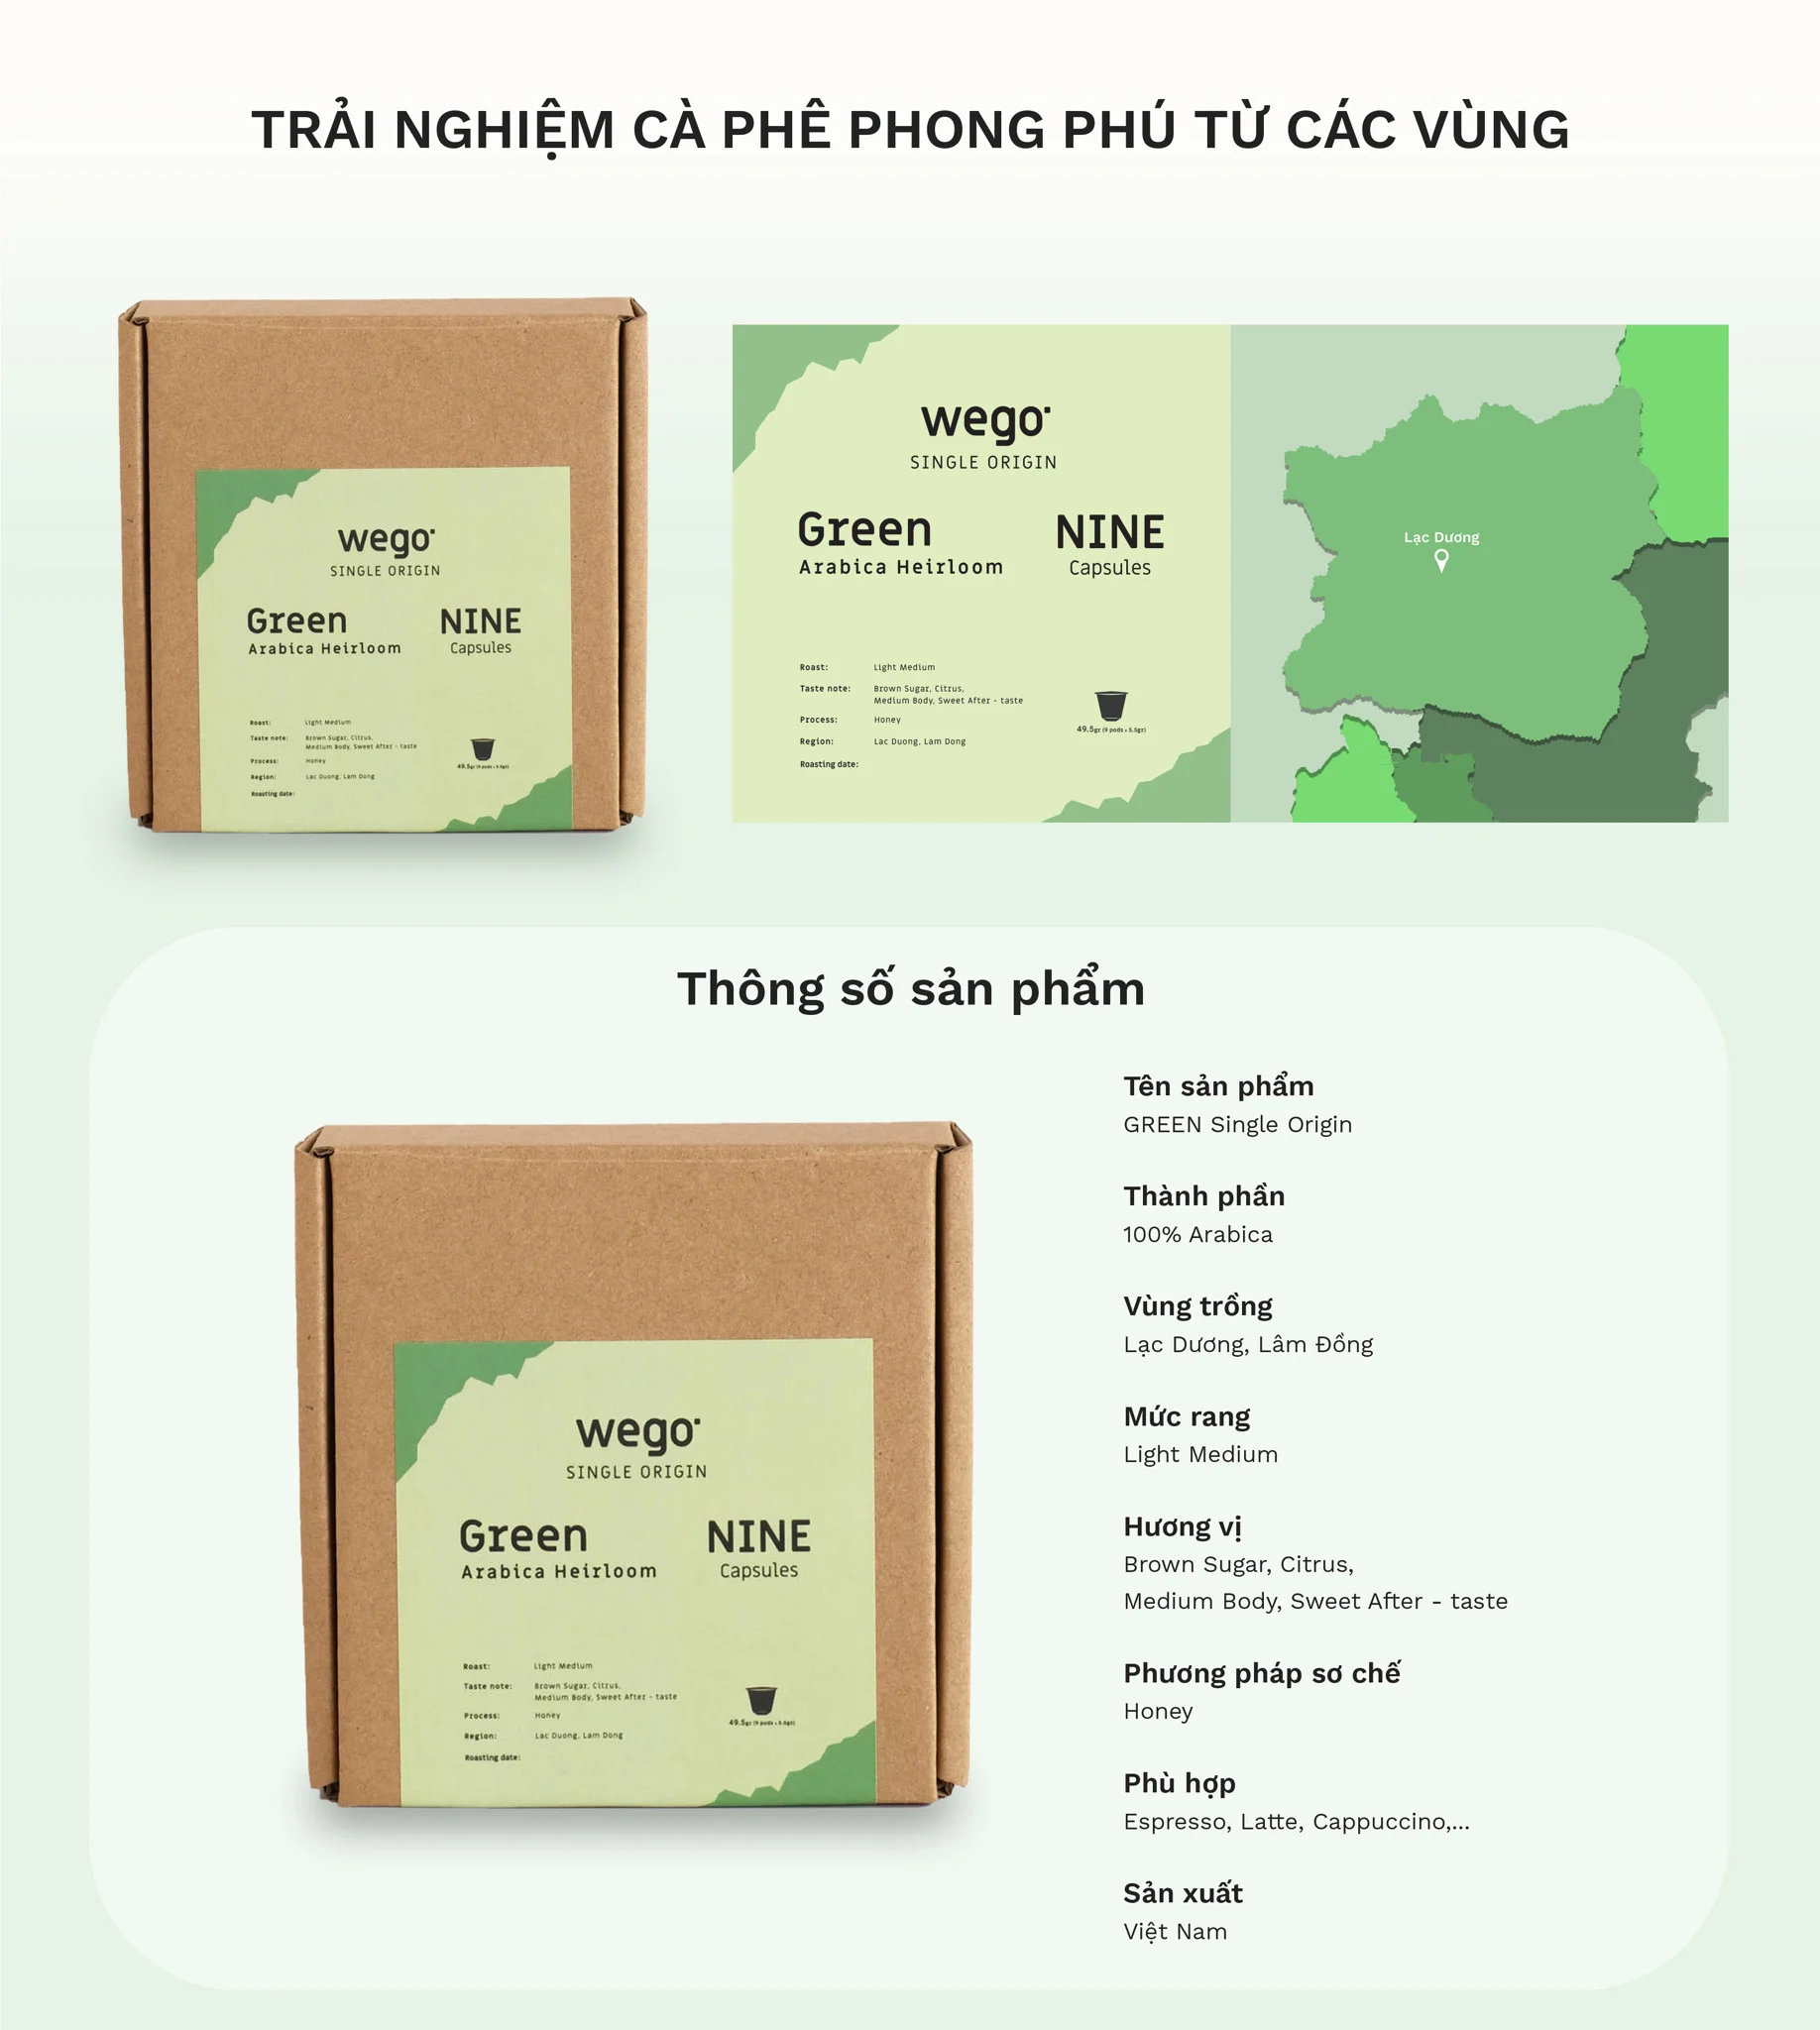 TRẢI NGHIỆM CÀ PHÊ PHONG PHÚ TỪ CÁC VÙNG
wego
SINGLE ORIGIN
Green
Arabica Heirloom
NINE
Capsules
Roast: Light Medium
Taste note: Brown Sugar, Citrus,
Medium Body, Sweet After - taste
Process: Honey
Region: Lac Duong, Lam Dong
Roasting date:
49.5gr (9 pods x 5.5gr)
wego
SINGLE ORIGIN
Green
Arabica Heirloom
NINE
Capsules
Roast: Light Medium
Taste note: Brown Sugar, Citrus,
Medium Body, Sweet After - taste
Process: Honey
Region: Lac Duong, Lam Dong
Roasting date:
49.5gr (9 pods x 5.5gr)
Lạc Dương
Thông số sản phẩm
wego
SINGLE ORIGIN
Green
Arabica Heirloom
NINE
Capsules
Roast: Light Medium
Taste note: Brown Sugar, Citrus,
Medium Body, Sweet After - taste
Process: Honey
Region: Lac Duong, Lam Dong
Roasting date:
49.5gr (9 pods x 5.5gr)
Tên sản phẩm
GREEN Single Origin
Thành phần
100% Arabica
Vùng trồng
Lạc Dương, Lâm Đồng
Mức rang
Light Medium
Hương vị
Brown Sugar, Citrus,
Medium Body, Sweet After - taste
Phương pháp sơ chế
Honey
Phù hợp
Espresso, Latte, Cappuccino,...
Sản xuất
Việt Nam